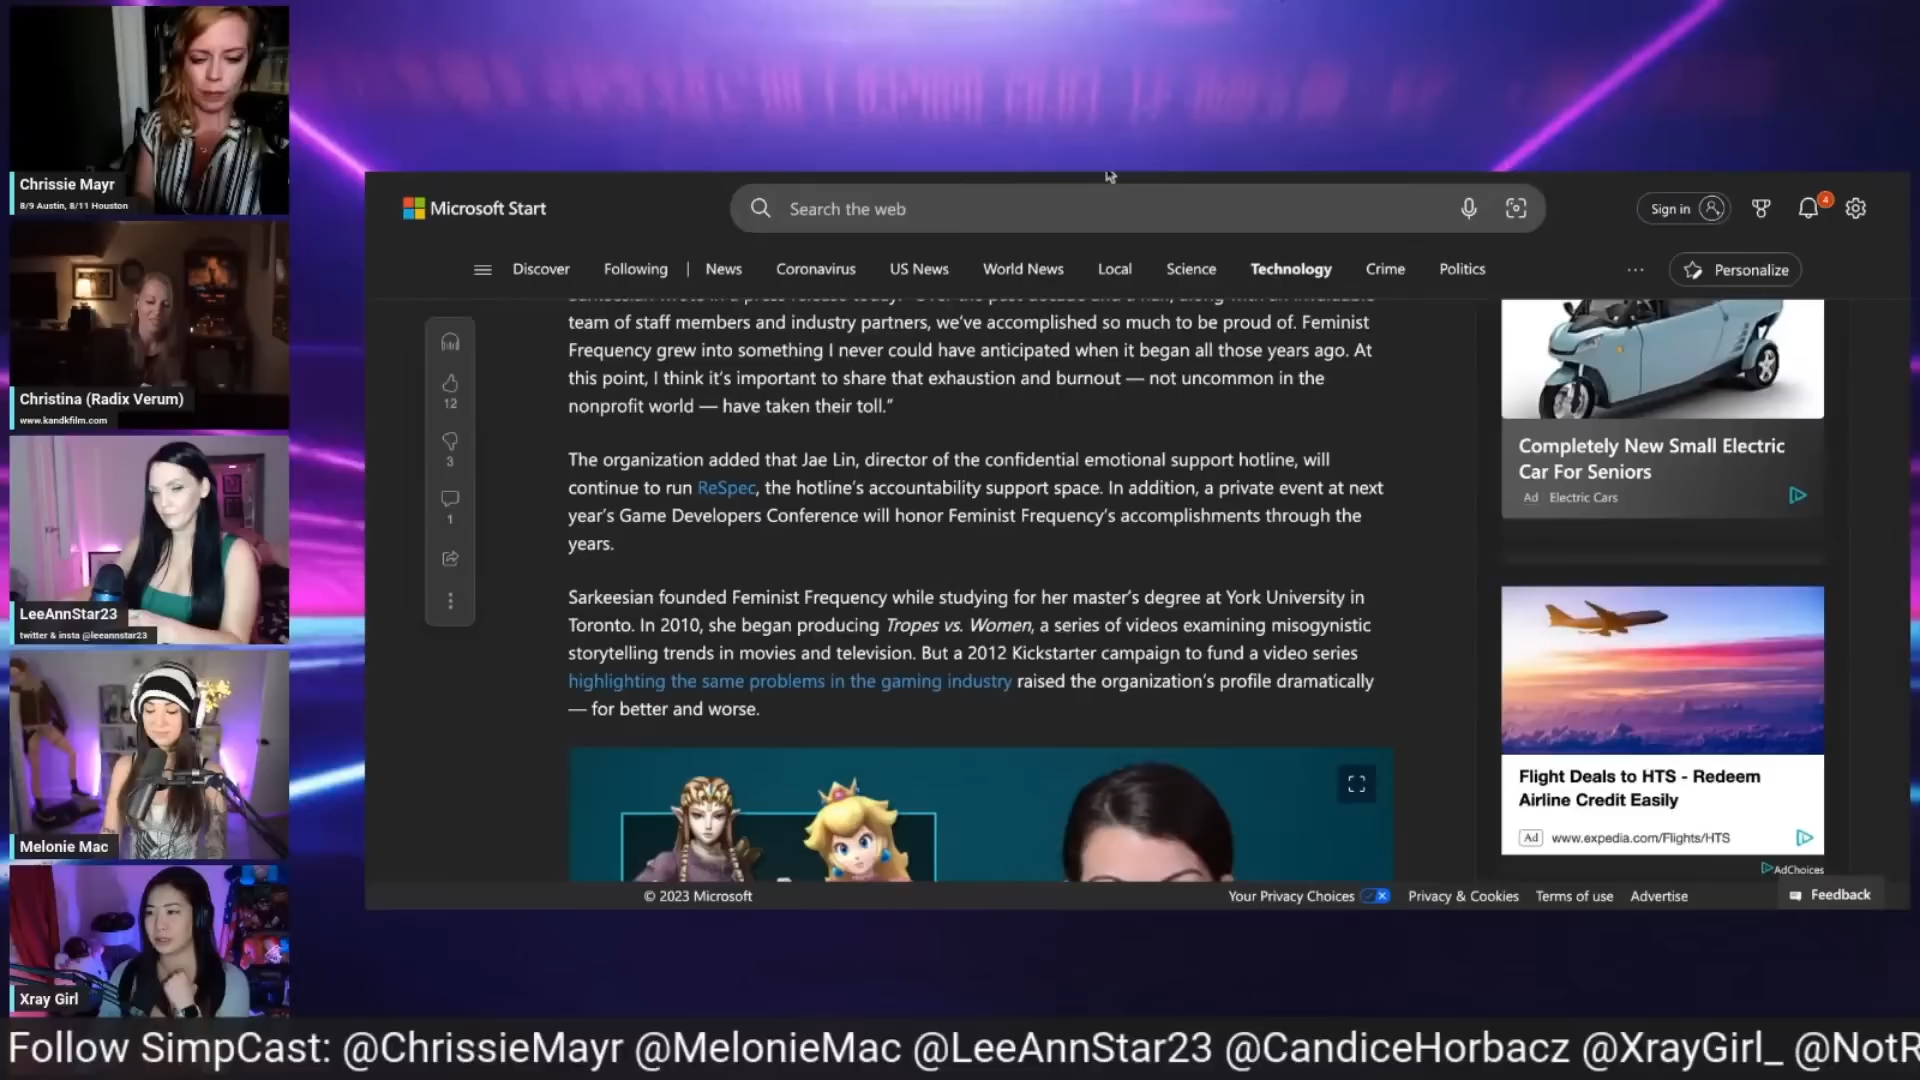 Chrissie Mayr
8/9 Austin, 8/11 Houston
Christina (Radix Verum)
www.kandkfilm.com
LeeAnnStar23
twitter & insta @leeannstar23
Melonie Mac
Xray Girl
Microsoft Start
Search the web
Sign in
4
Discover Following | News Coronavirus US News World News Local Science Technology Crime Politics ... Personalize
12
3
1
team of staff members and industry partners, we've accomplished so much to be proud of. Feminist
Frequency grew into something I never could have anticipated when it began all those years ago. At
this point, I think it's important to share that exhaustion and burnout — not uncommon in the
nonprofit world — have taken their toll."
The organization added that Jae Lin, director of the confidential emotional support hotline, will
continue to run ReSpec, the hotline's accountability support space. In addition, a private event at next
year's Game Developers Conference will honor Feminist Frequency's accomplishments through the
years.
Sarkeesian founded Feminist Frequency while studying for her master's degree at York University in
Toronto. In 2010, she began producing Tropes vs. Women, a series of videos examining misogynistic
storytelling trends in movies and television. But a 2012 Kickstarter campaign to fund a video series
highlighting the same problems in the gaming industry raised the organization's profile dramatically
— for better and worse.
Completely New Small Electric
Car For Seniors
Ad Electric Cars
Flight Deals to HTS - Redeem
Airline Credit Easily
Ad www.expedia.com/Flights/HTS
AdChoices
© 2023 Microsoft
Your Privacy Choices Privacy & Cookies Terms of use Advertise Feedback
Follow SimpCast: @ChrissieMayr @MelonieMac @LeeAnnStar23 @CandiceHorbacz @XrayGirl_ @NotR